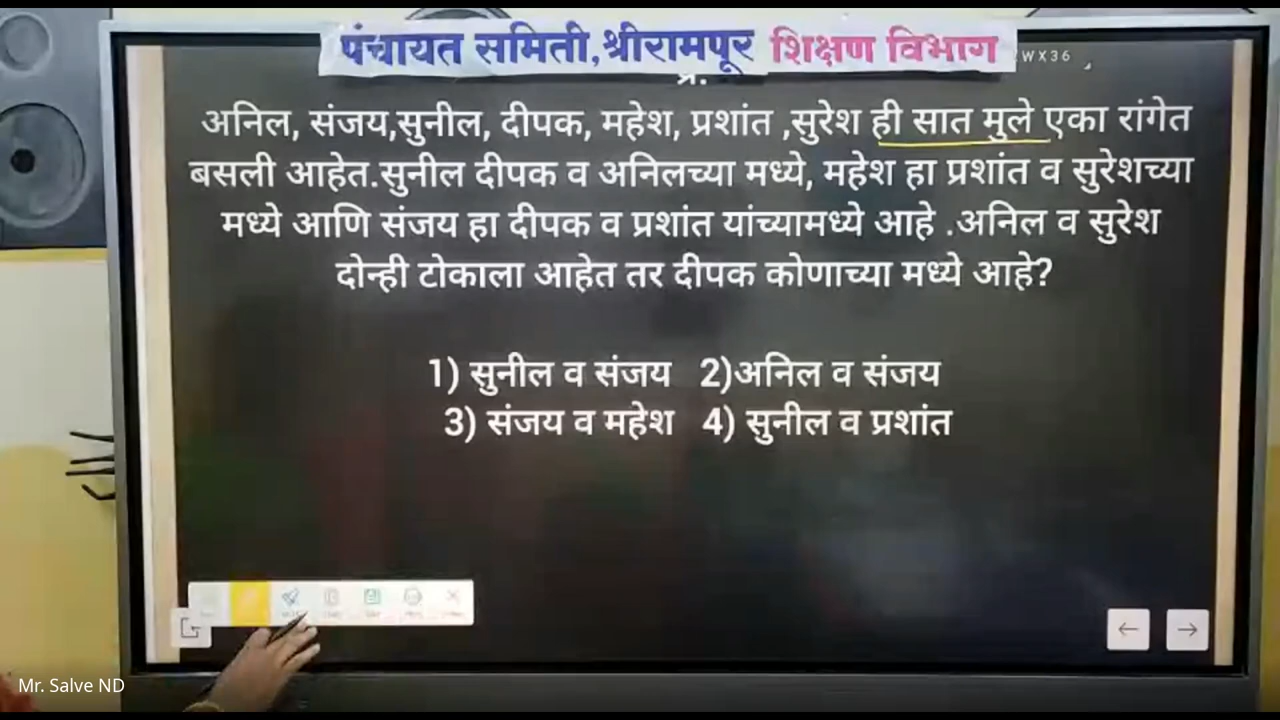 पंचायत समिती,श्रीरामपूर शिक्षण विभाग
WX36
प्र.
अनिल, संजय,सुनील, दीपक, महेश, प्रशांत ,सुरेश ही सात मुले एका रांगेत
बसली आहेत.सुनील दीपक व अनिलच्या मध्ये, महेश हा प्रशांत व सुरेशच्या
मध्ये आणि संजय हा दीपक व प्रशांत यांच्यामध्ये आहे .अनिल व सुरेश
दोन्ही टोकाला आहेत तर दीपक कोणाच्या मध्ये आहे?
1) सुनील व संजय 2)अनिल व संजय
3) संजय व महेश 4) सुनील व प्रशांत
Mr. Salve ND